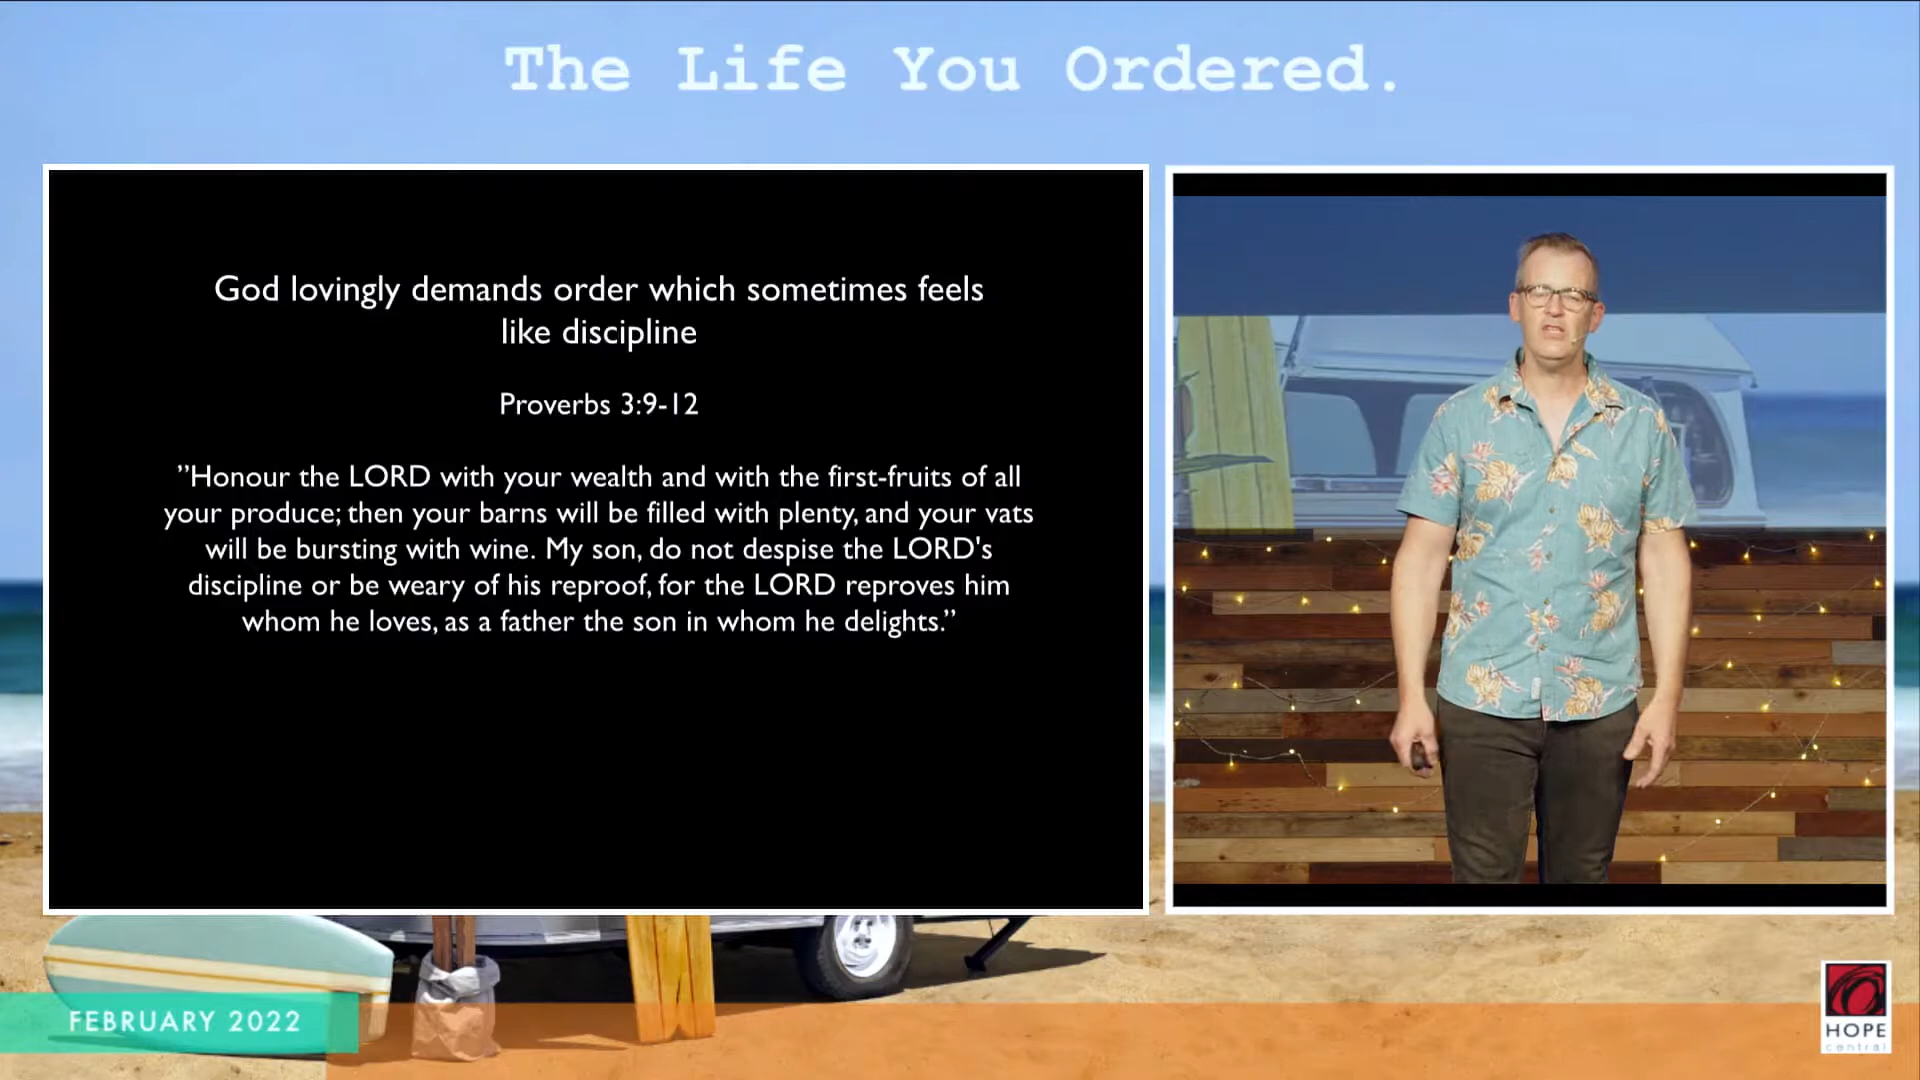 The Life You Ordered.
God lovingly demands order which sometimes feels
like discipline
Proverbs 3:9-12
”Honour the LORD with your wealth and with the first-fruits of all
your produce; then your barns will be filled with plenty, and your vats
will be bursting with wine. My son, do not despise the LORD's
discipline or be weary of his reproof, for the LORD reproves him
whom he loves, as a father the son in whom he delights.”
FEBRUARY 2022
HOPE
central